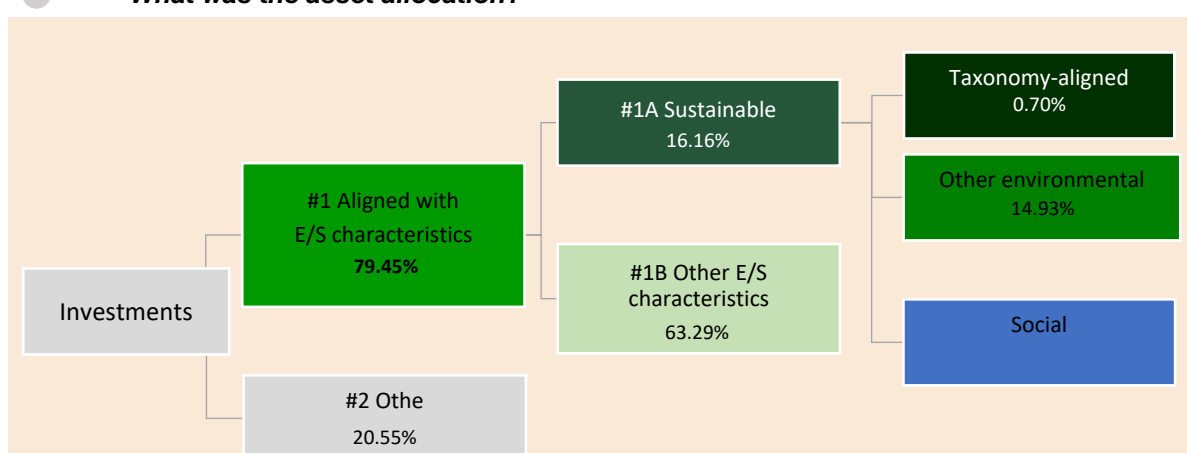 What was the asset allocation?
Investments
#1 Aligned with
E/S characteristics
79.45%
#2 Othe
20.55%
#1A Sustainable
16.16%
#1B Other E/S
characteristics
63.29%
Taxonomy-aligned
0.70%
Other environmental
14.93%
Social